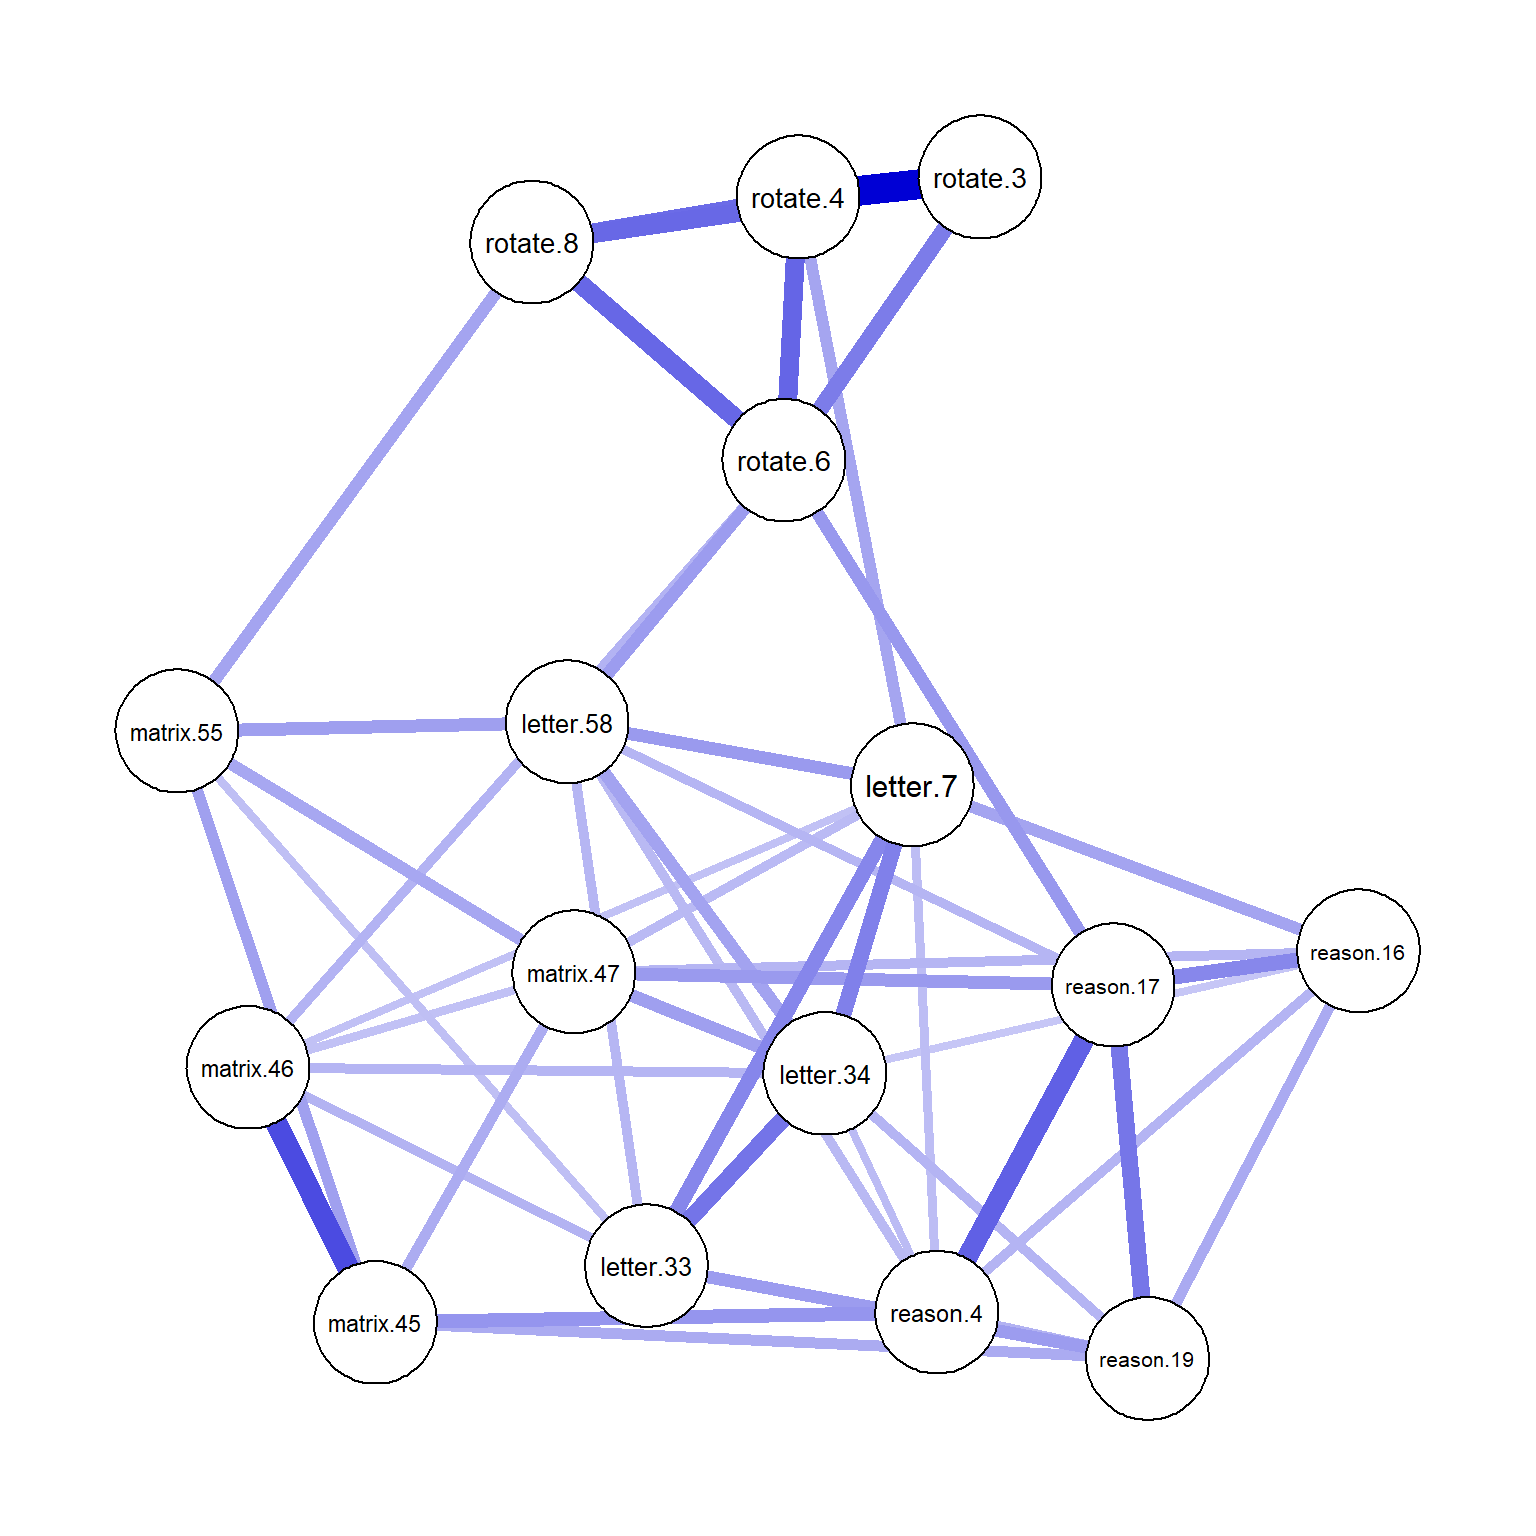 rotate.3
rotate.4
rotate.8
rotate.6
letter.58
matrix.55
letter.7
reason.16
matrix.47
reason.17
matrix.46
letter.34
letter.33
reason.4
matrix.45
reason.19